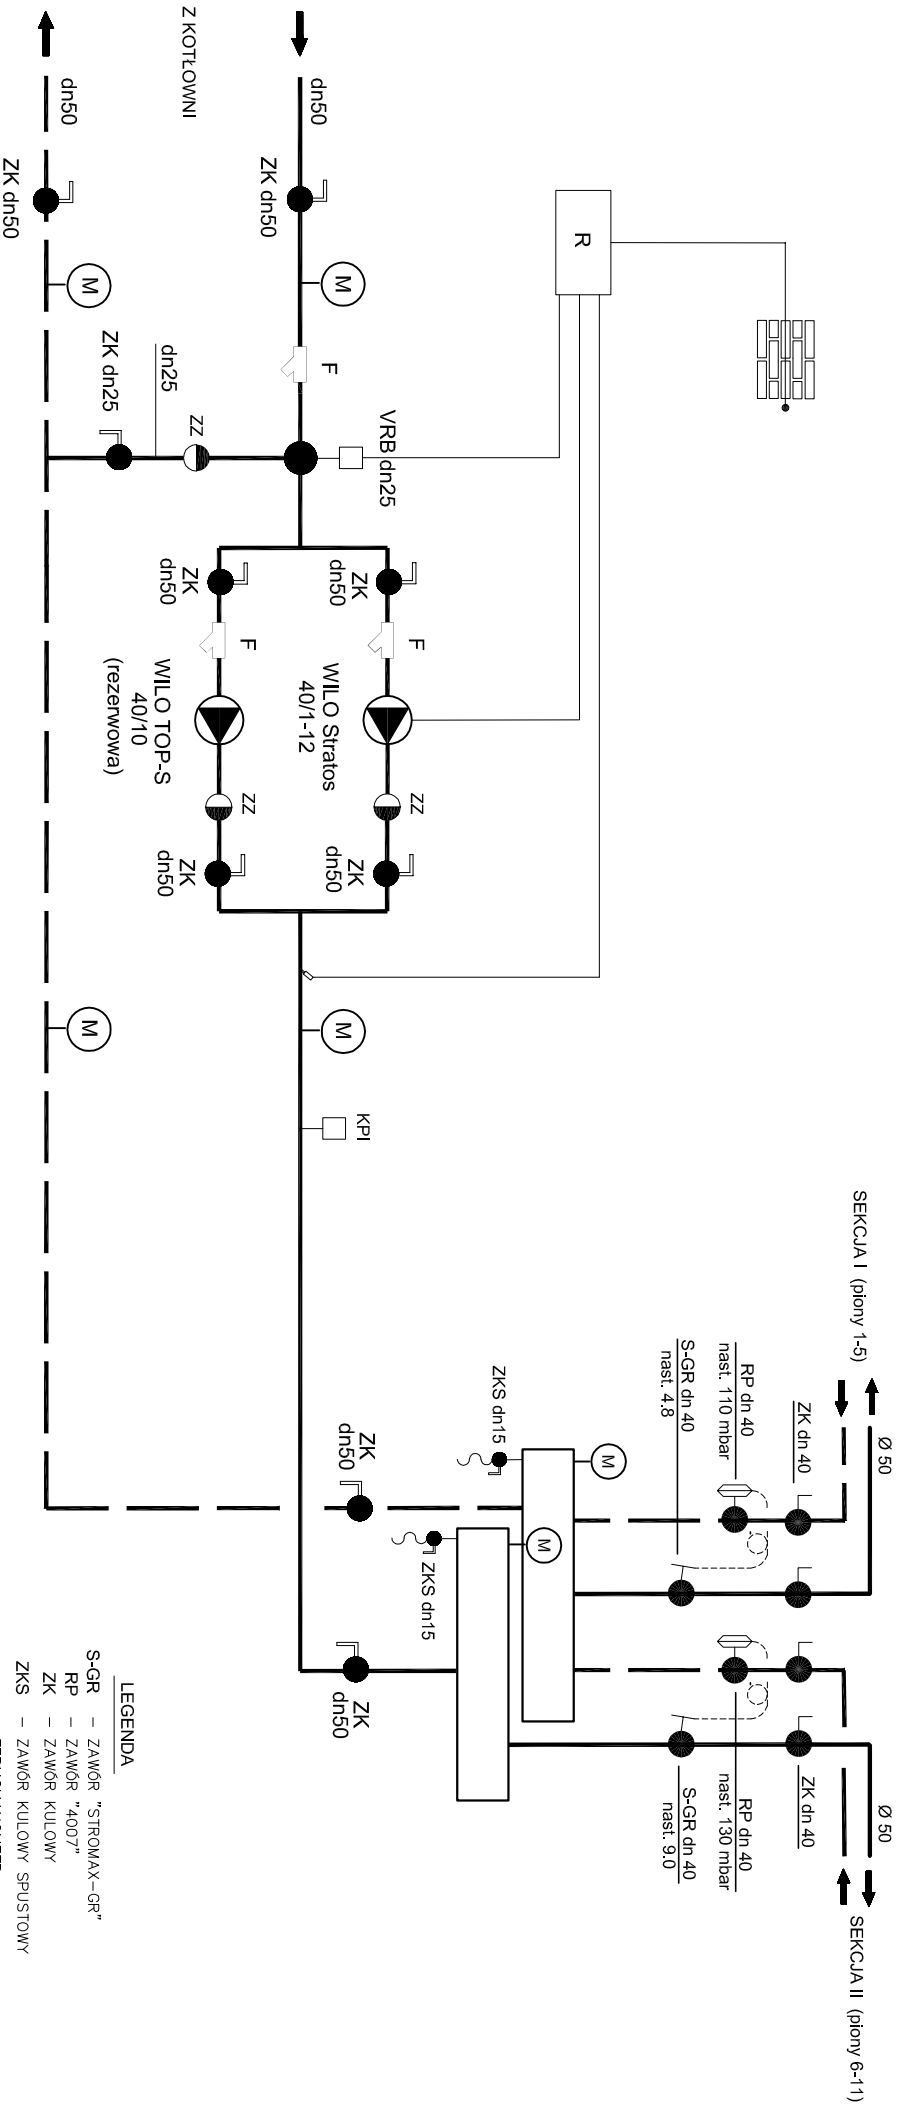 Z KOTŁOWNI
dn50
ZK dn50
M
dn50
ZK dn50
M
F
VRB dn25
R
ZK dn25
dn25
ZZ
ZK
dn50
F
WILO Stratos
40/1-12
ZZ
ZK
dn50
ZK
dn50
F
WILO TOP-S
40/10
(rezerwowa)
ZZ
ZK
dn50
M
M
KPI
SEKCJA I (piony 1-5)
Ø 50
ZK dn 40
RP dn 40
nast. 110 mbar
S-GR dn 40
nast. 4.8
ZKS dn15
M
ZK
dn50
M
ZKS dn15
ZK
dn50
Ø 50
ZK dn 40
RP dn 40
nast. 130 mbar
S-GR dn 40
nast. 9.0
SEKCJA II (piony 6-11)
LEGENDA
S-GR – ZAWÓR "STROMAX-GR"
RP – ZAWÓR "4007"
ZK – ZAWÓR KULOWY
ZKS – ZAWÓR KULOWY SPUSTOWY